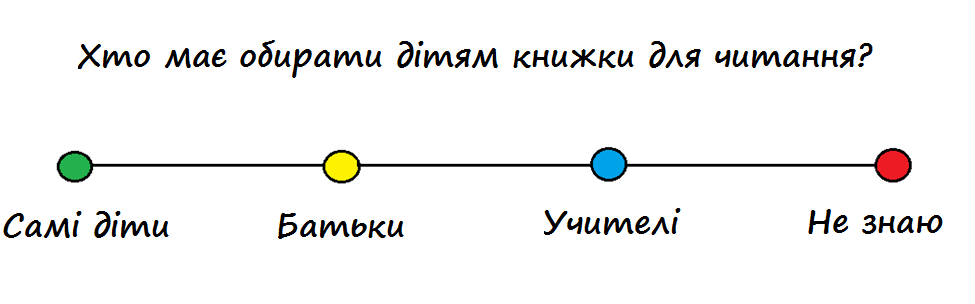 Хто має обирати дітям книжки для читання?
Самі діти
Батьки
Учителі
Не знаю